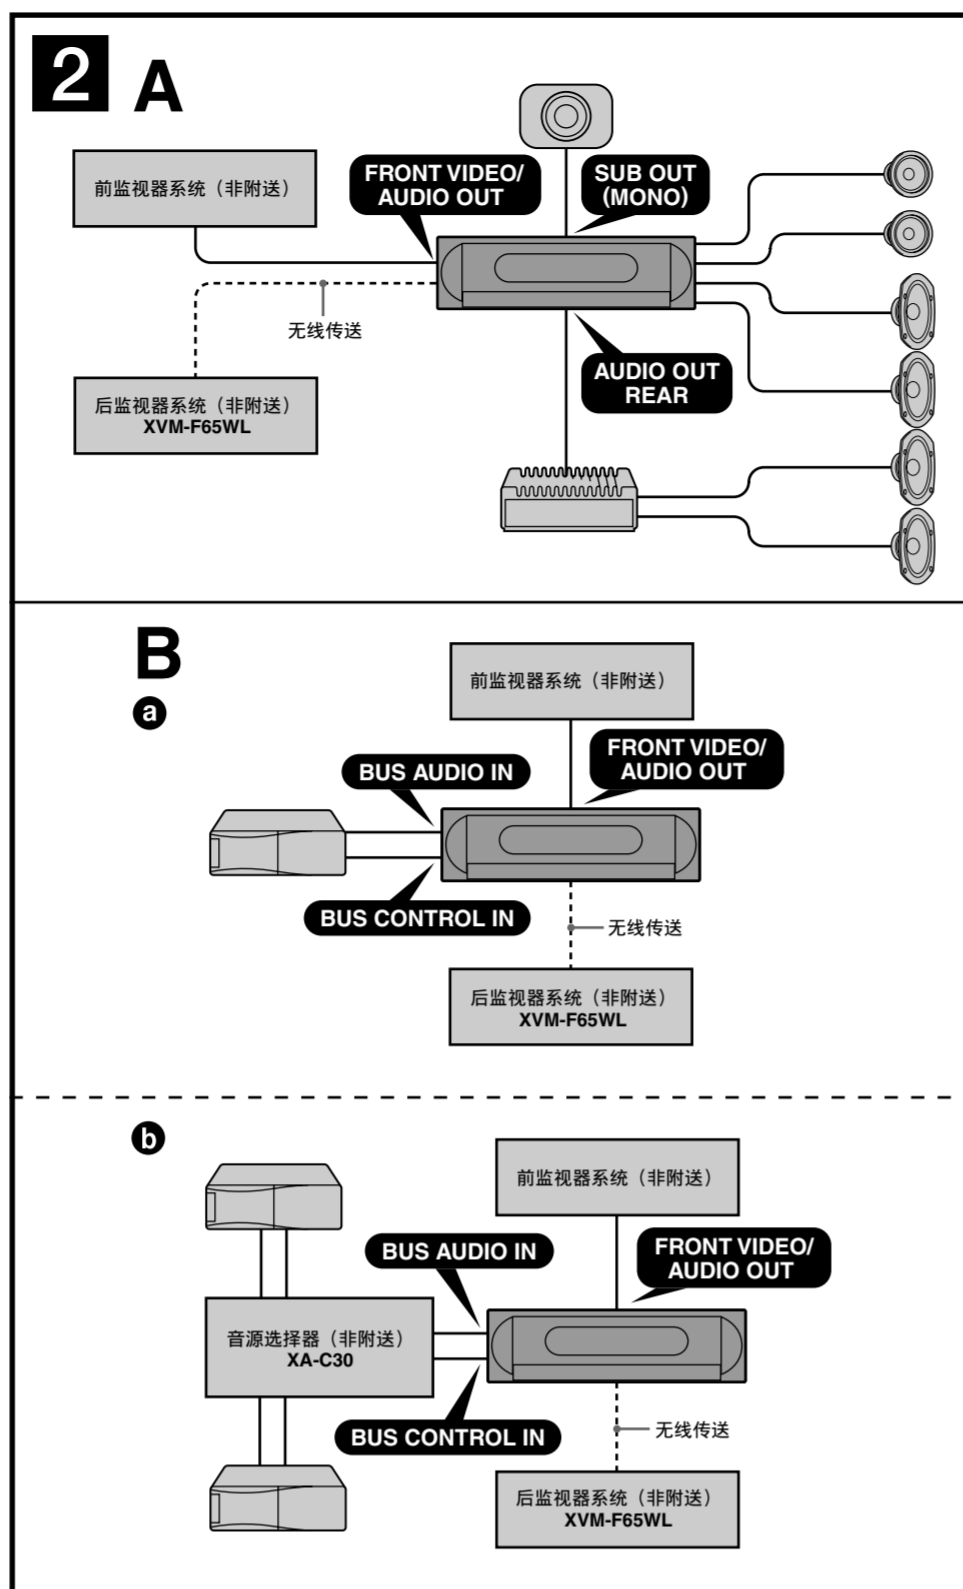 2
A
前监视器系统（非附送）
FRONT VIDEO/
AUDIO OUT
SUB OUT
(MONO)
无线传送
后监视器系统（非附送）
XVM-F65WL
AUDIO OUT
REAR
B
a
前监视器系统（非附送）
FRONT VIDEO/
AUDIO OUT
BUS AUDIO IN
BUS CONTROL IN
无线传送
后监视器系统（非附送）
XVM-F65WL
b
前监视器系统（非附送）
BUS AUDIO IN
FRONT VIDEO/
AUDIO OUT
音源选择器（非附送）
XA-C30
BUS CONTROL IN
无线传送
后监视器系统（非附送）
XVM-F65WL